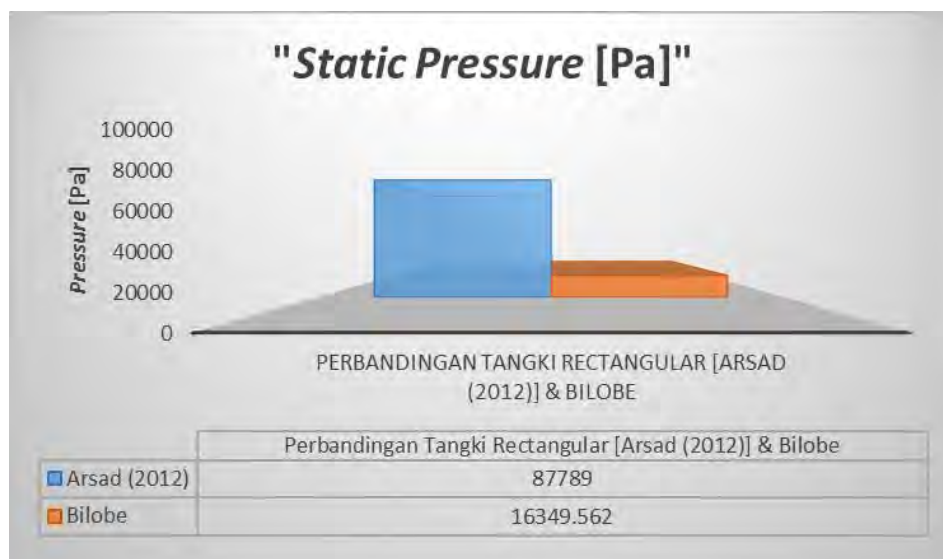 "Static Pressure [Pa]"
Pressure [Pa]
100000
80000
60000
40000
20000
0
PERBANDINGAN TANGKI RECTANGULAR [ARSAD
(2012)] & BILOBE
Perbandingan Tangki Rectangular [Arsad (2012)] & Bilobe
Arsad (2012) 87789
Bilobe 16349.562